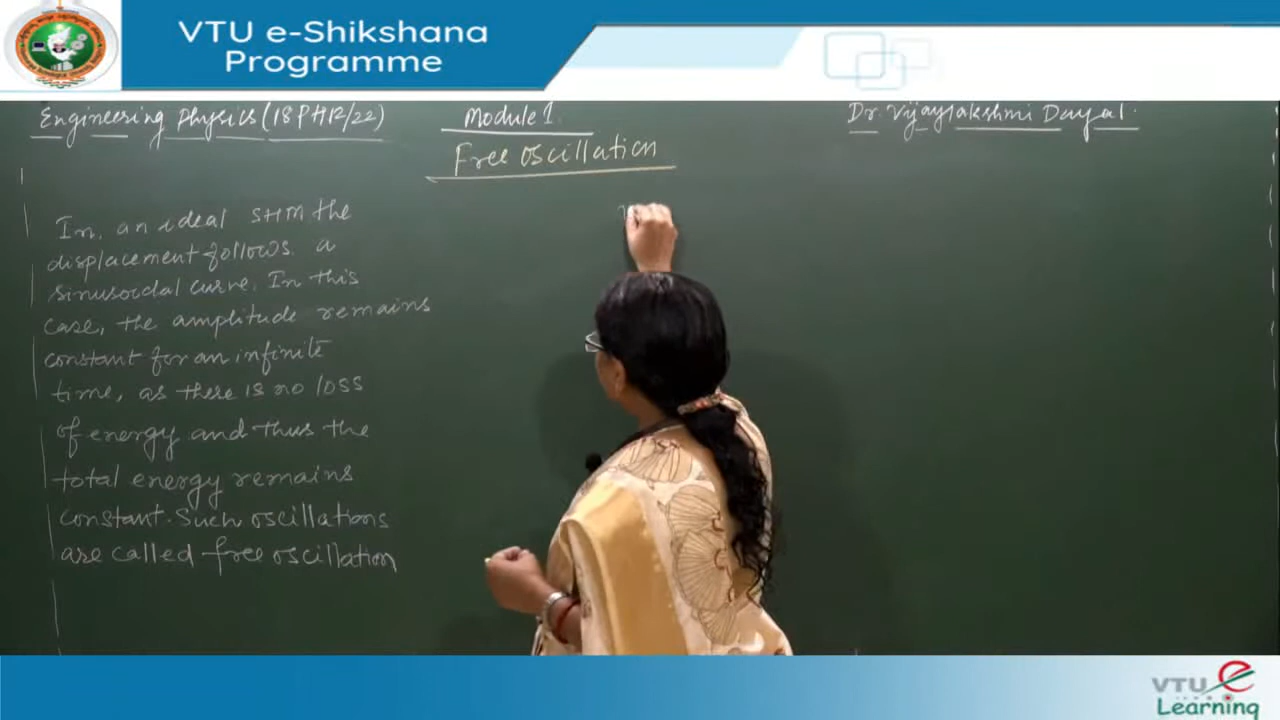 VTU e-Shikshana
Programme
Engineering Physics (18PH12/22)
Module 1.
Dr. Vijaylakshmi Dayal.
Free oscillation
In, an ideal SHM the
displacement follows a
sinusoidal curve. In this
case, the amplitude remains
constant for an infinite
time, as there is no loss
of energy and thus the
total energy remains
constant. Such oscillations
are called free oscillation
VTU e
Learning